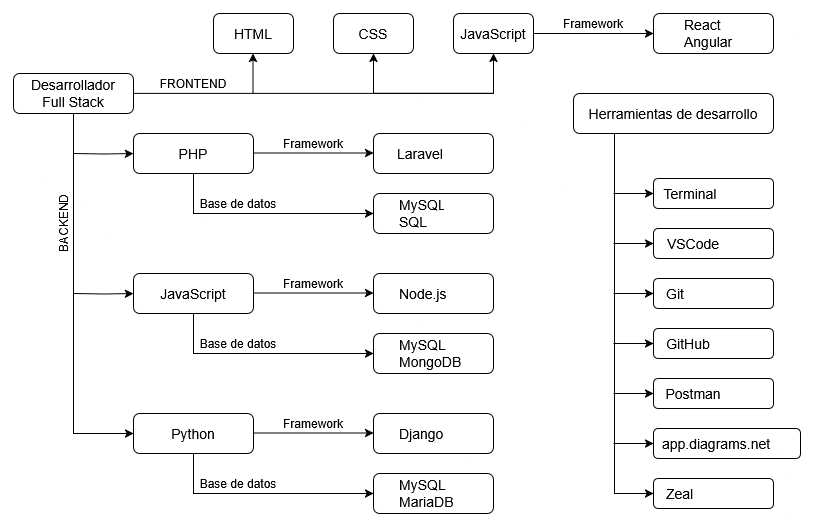 HTML
CSS
JavaScript
Framework
React
Angular
Desarrollador
Full Stack
FRONTEND
Herramientas de desarrollo
BACKEND
PHP
Framework
Laravel
Base de datos
MySQL
SQL
JavaScript
Framework
Node.js
Base de datos
MySQL
MongoDB
Python
Framework
Django
Base de datos
MySQL
MariaDB
Terminal
VSCode
Git
GitHub
Postman
app.diagrams.net
Zeal